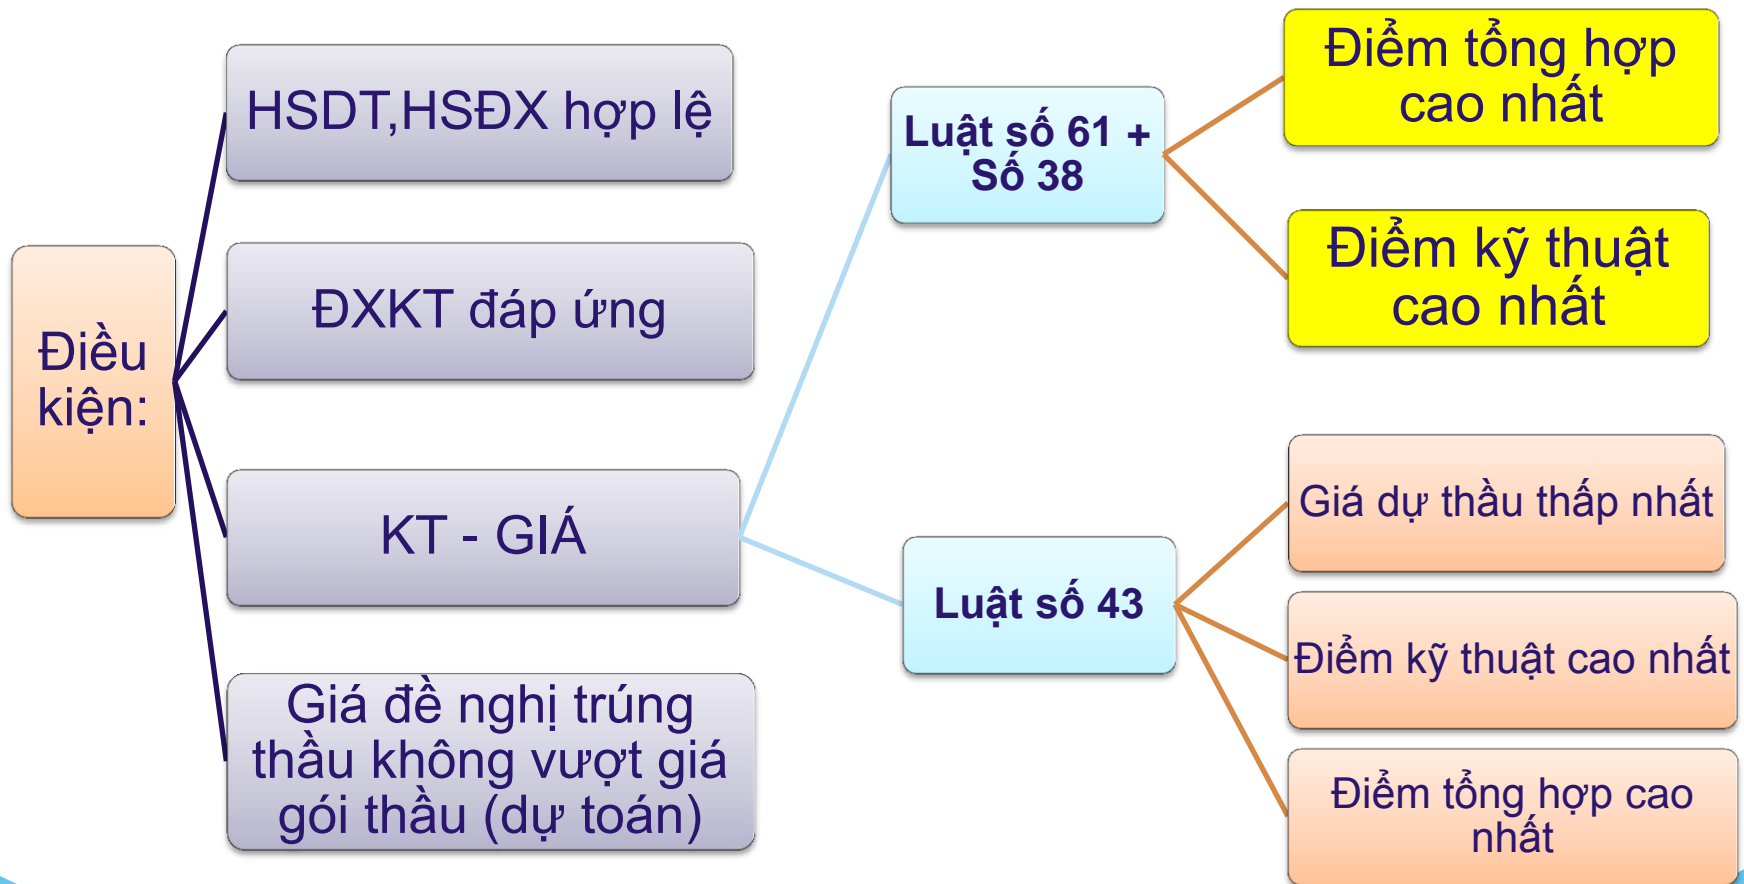 Điều
kiện:
HSDT,HSĐX hợp lệ
ĐXKT đáp ứng
KT - GIÁ
Giá đề nghị trúng
thầu không vượt giá
gói thầu (dự toán)
Luật số 61 +
Số 38
Điểm tổng hợp
cao nhất
Điểm kỹ thuật
cao nhất
Luật số 43
Giá dự thầu thấp nhất
Điểm kỹ thuật cao nhất
Điểm tổng hợp cao
nhất